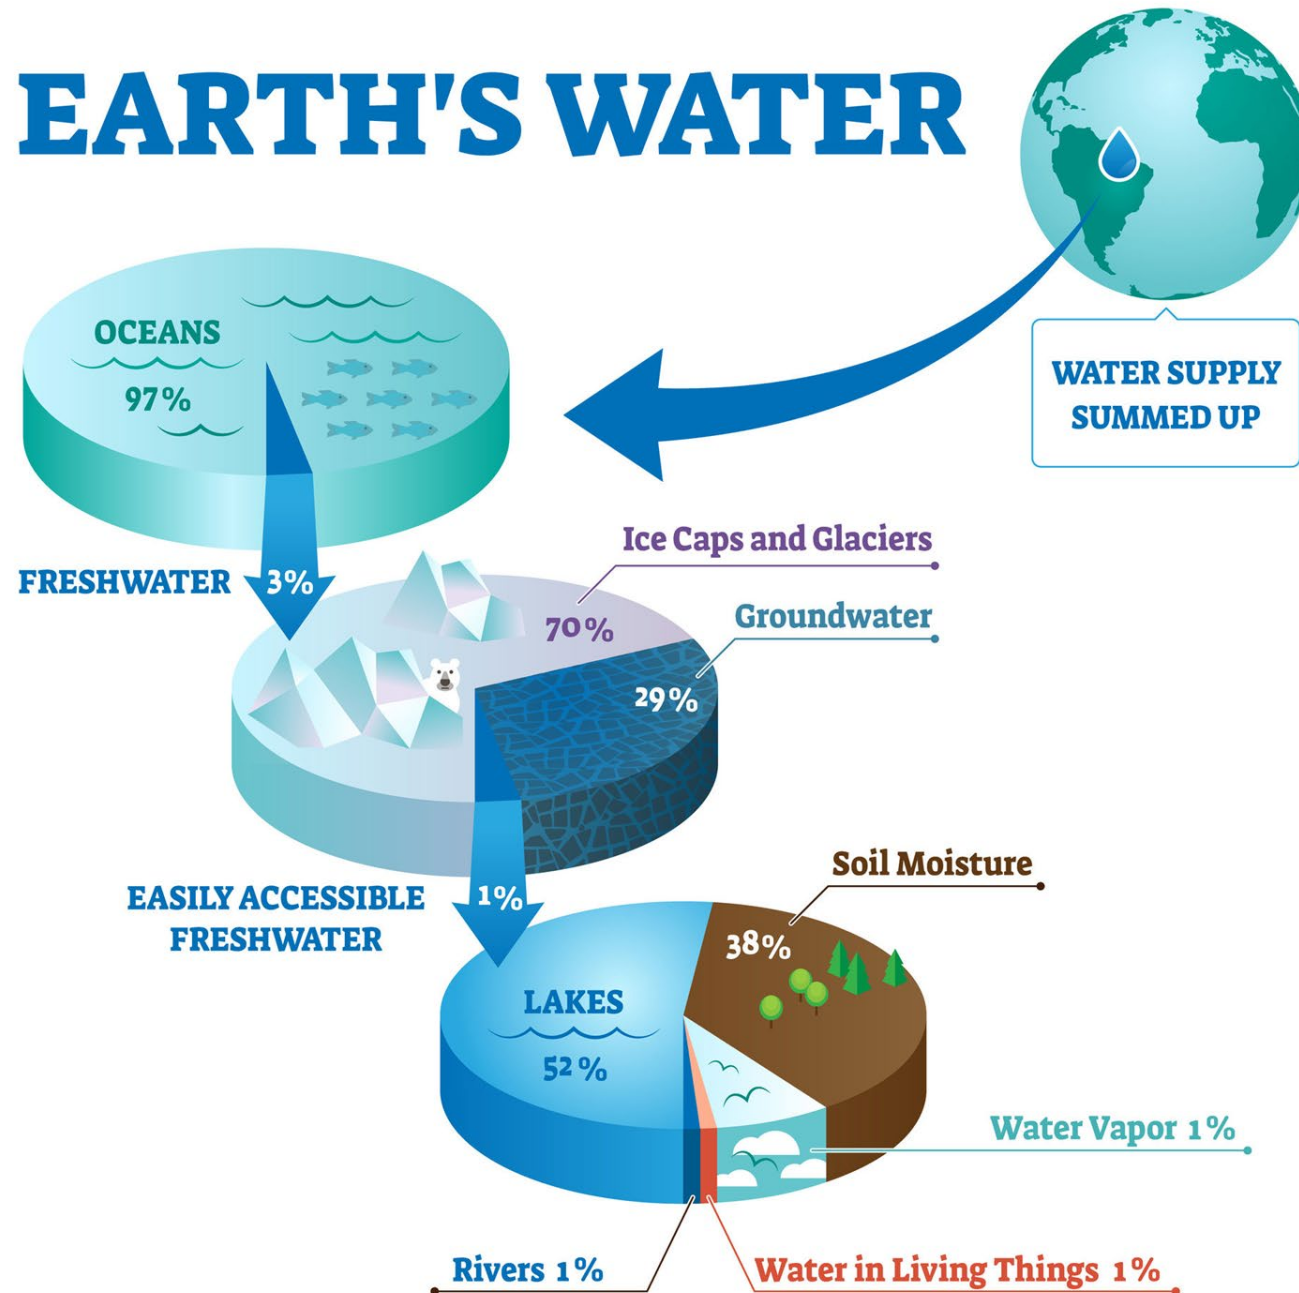 EARTH'S WATER
WATER SUPPLY
SUMMED UP
OCEANS
97%
FRESHWATER
3%
Ice Caps and Glaciers
70%
Groundwater
29%
EASILY ACCESSIBLE
FRESHWATER
1%
Soil Moisture
38%
LAKES
52%
Water Vapor 1%
Rivers 1%
Water in Living Things 1%